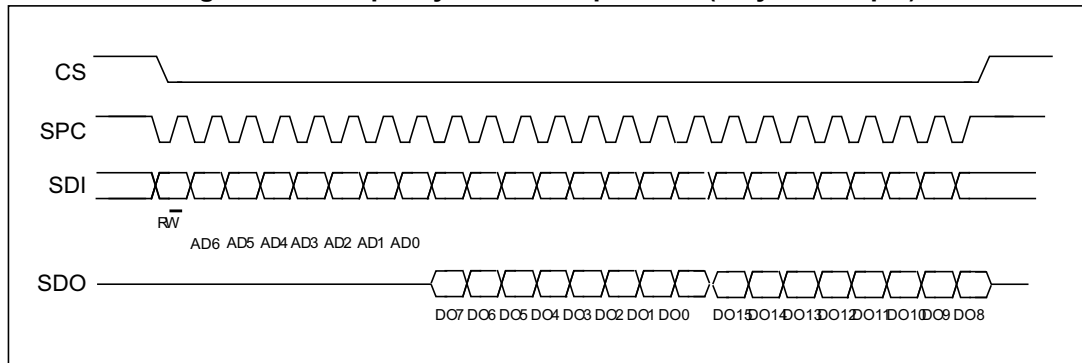 CS
SPC
SDI
RW
AD6 AD5 AD4 AD3 AD2 AD1 AD0
SDO
DO7 DO6 DO5 DO4 DO3 DO2 DO1 DO0 DO15 DO14 DO13 DO12 DO11 DO10 DO9 DO8